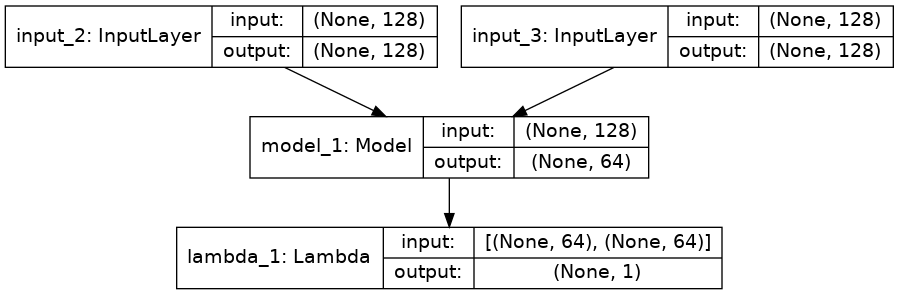 input_2: InputLayer
input: (None, 128)
output: (None, 128)
input_3: InputLayer
input: (None, 128)
output: (None, 128)
model_1: Model
input: (None, 128)
output: (None, 64)
lambda_1: Lambda
input: [(None, 64), (None, 64)]
output: (None, 1)